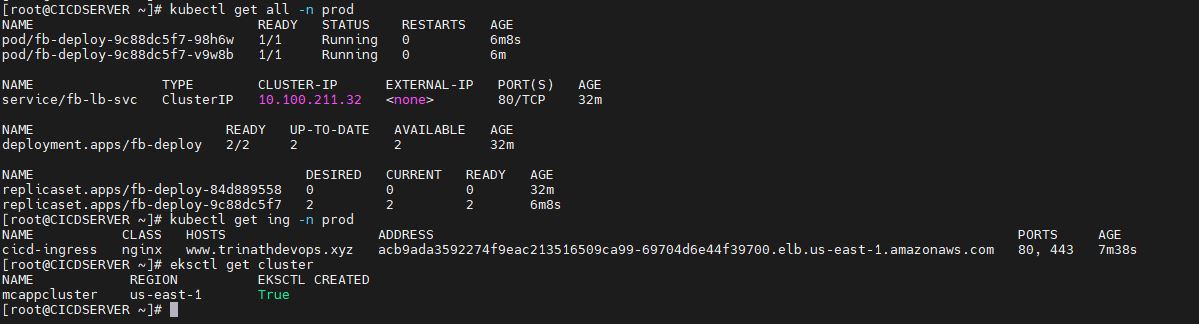 [root@CICDSERVER ~]# kubectl get all -n prod
NAME                            READY   STATUS    RESTARTS   AGE
pod/fb-deploy-9c88dc5f7-98h6w   1/1     Running   0          6m8s
pod/fb-deploy-9c88dc5f7-v9w8b   1/1     Running   0          6m
NAME                TYPE        CLUSTER-IP      EXTERNAL-IP   PORT(S)   AGE
service/fb-lb-svc   ClusterIP   10.100.211.32   <none>        80/TCP    32m
NAME                        READY   UP-TO-DATE   AVAILABLE   AGE
deployment.apps/fb-deploy   2/2     2            2           32m
NAME                                  DESIRED   CURRENT   READY   AGE
replicaset.apps/fb-deploy-84d889558   0         0         0       32m
replicaset.apps/fb-deploy-9c88dc5f7   2         2         2       6m8s
[root@CICDSERVER ~]# kubectl get ing -n prod
NAME           CLASS   HOSTS                     ADDRESS                                                                         PORTS     AGE
cicd-ingress   nginx   www.trinathdevops.xyz   acb9ada3592274f9eac213516509ca99-69704d6e44f39700.elb.us-east-1.amazonaws.com   80, 443   7m38s
[root@CICDSERVER ~]# eksctl get cluster
NAME            REGION          EKSCTL CREATED
mcappcluster    us-east-1       True
[root@CICDSERVER ~]#